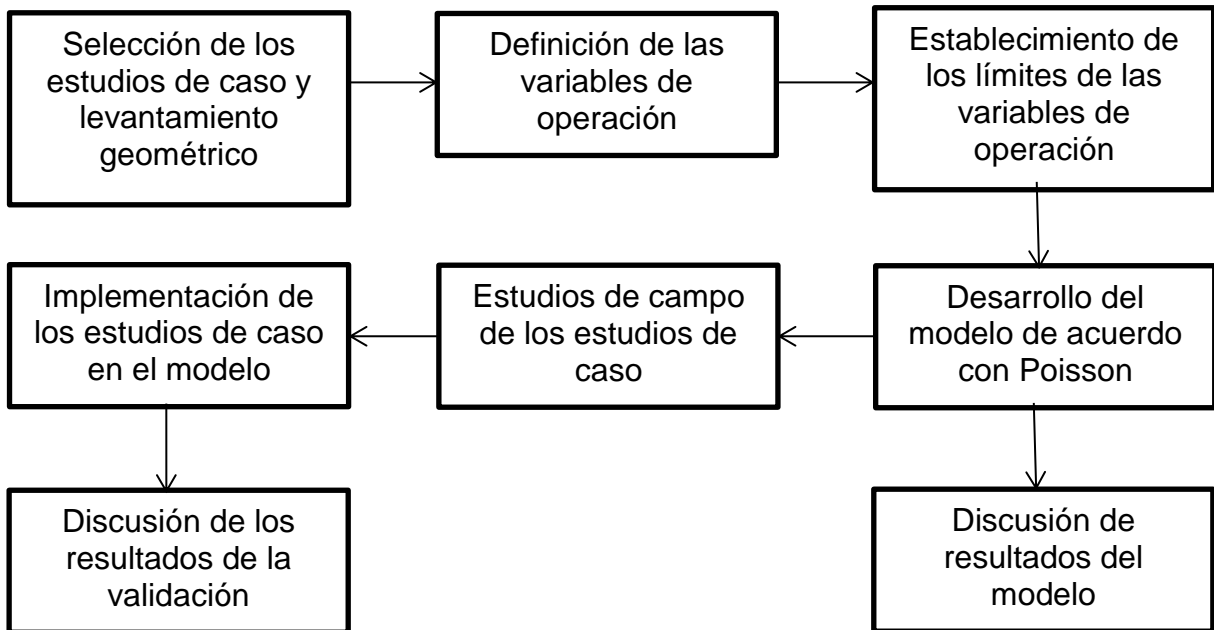 Selección de los
estudios de caso y
levantamiento
geométrico
Definición de las
variables de
operación
Establecimiento de
los límites de las
variables de
operación
Implementación de
los estudios de caso
en el modelo
Estudios de campo
de los estudios de
caso
Desarrollo del
modelo de acuerdo
con Poisson
Discusión de los
resultados de la
validación
Discusión de
resultados del
modelo